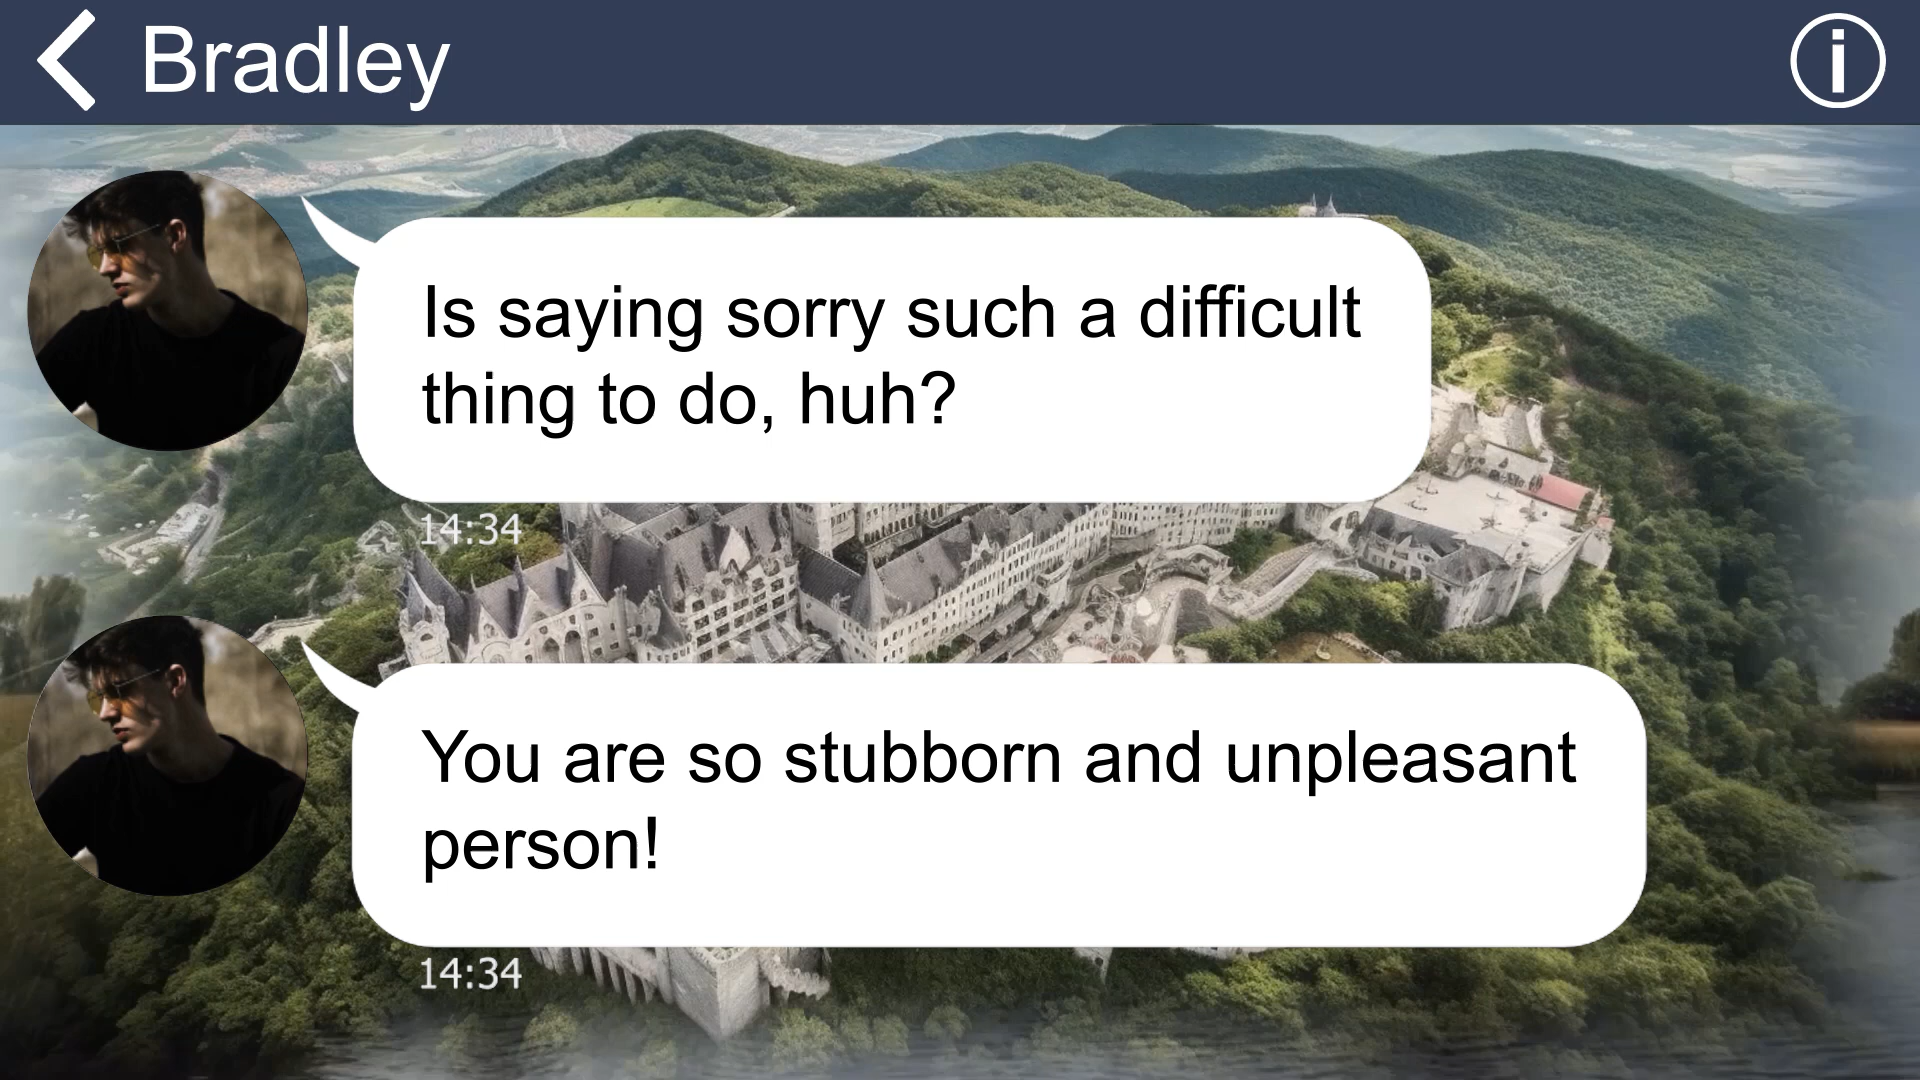 Bradley
Is saying sorry such a difficult
thing to do, huh?
14:34
You are so stubborn and unpleasant
person!
14:34